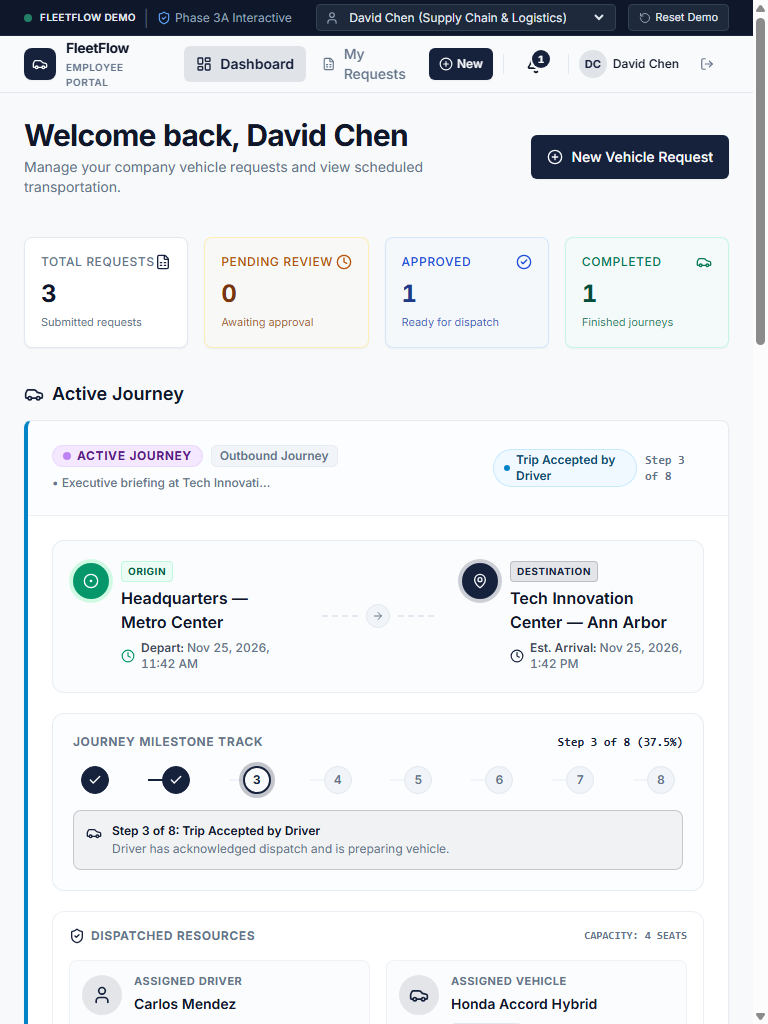 FLEETFLOW DEMO
Phase 3A Interactive
David Chen (Supply Chain & Logistics)
Reset Demo
FleetFlow
EMPLOYEE
PORTAL
Dashboard
My
Requests
New
1
DC
David Chen
Welcome back, David Chen
Manage your company vehicle requests and view scheduled
transportation.
New Vehicle Request
TOTAL REQUESTS
3
Submitted requests
PENDING REVIEW
0
Awaiting approval
APPROVED
1
Ready for dispatch
COMPLETED
1
Finished journeys
Active Journey
ACTIVE JOURNEY
Outbound Journey
• Executive briefing at Tech Innovati...
Trip Accepted by
Driver
Step 3
of 8
ORIGIN
Headquarters —
Metro Center
Depart: Nov 25, 2026,
11:42 AM
DESTINATION
Tech Innovation
Center — Ann Arbor
Est. Arrival: Nov 25, 2026,
1:42 PM
JOURNEY MILESTONE TRACK
Step 3 of 8 (37.5%)
3
4
5
6
7
8
Step 3 of 8: Trip Accepted by Driver
Driver has acknowledged dispatch and is preparing vehicle.
DISPATCHED RESOURCES
CAPACITY: 4 SEATS
ASSIGNED DRIVER
Carlos Mendez
ASSIGNED VEHICLE
Honda Accord Hybrid